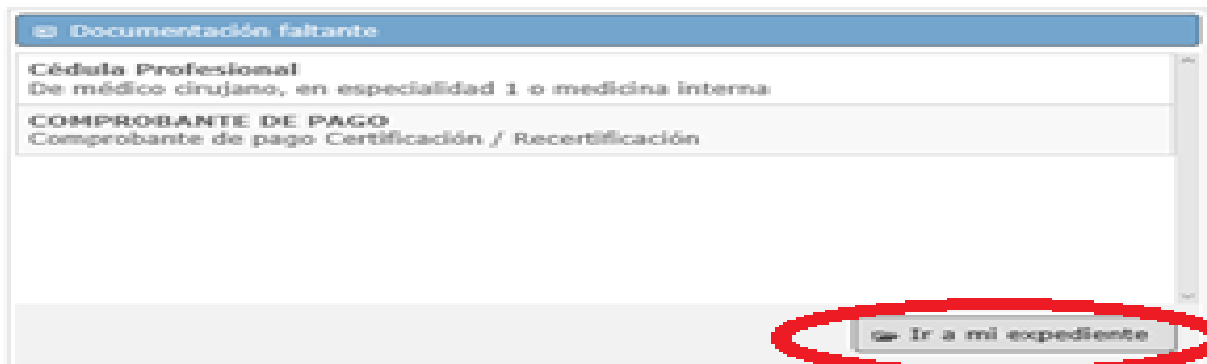 Documentación faltante
Cédula Profesional
De médico cirujano, en especialidad 1 o medicina interna
COMPROBANTE DE PAGO
Comprobante de pago Certificación / Recertificación
Ir a mi expediente